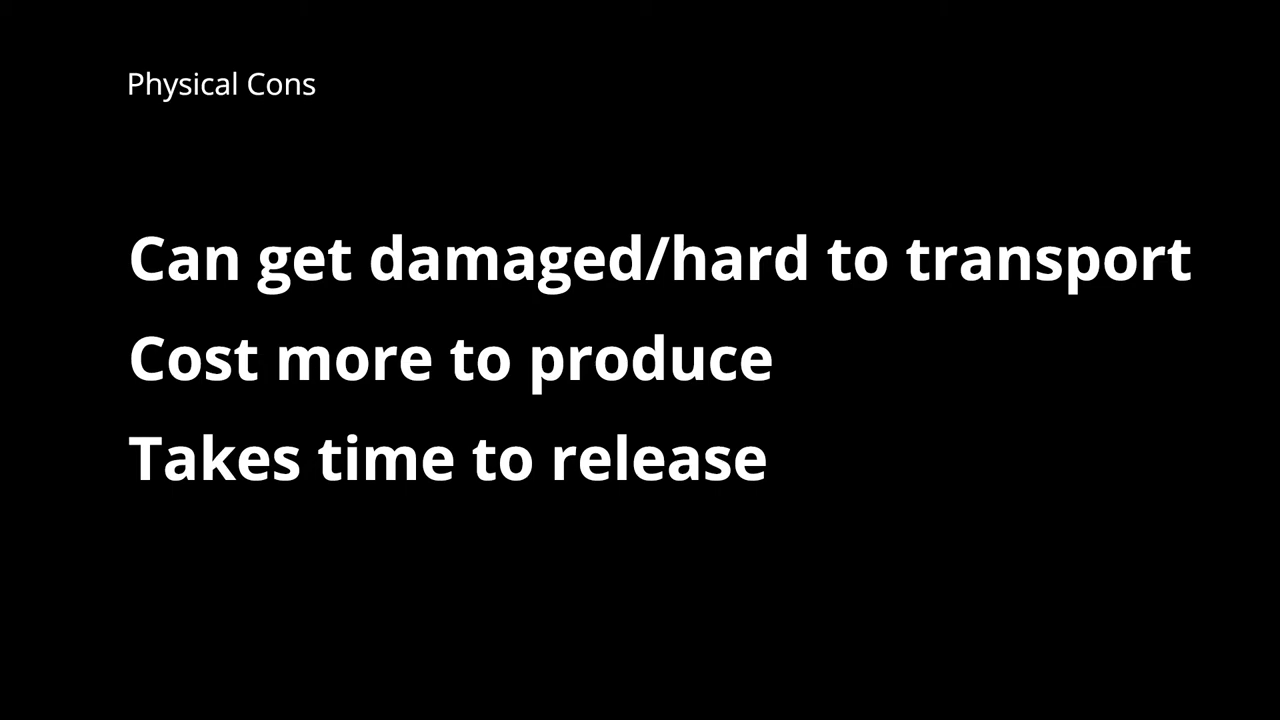 Physical Cons
Can get damaged/hard to transport
Cost more to produce
Takes time to release